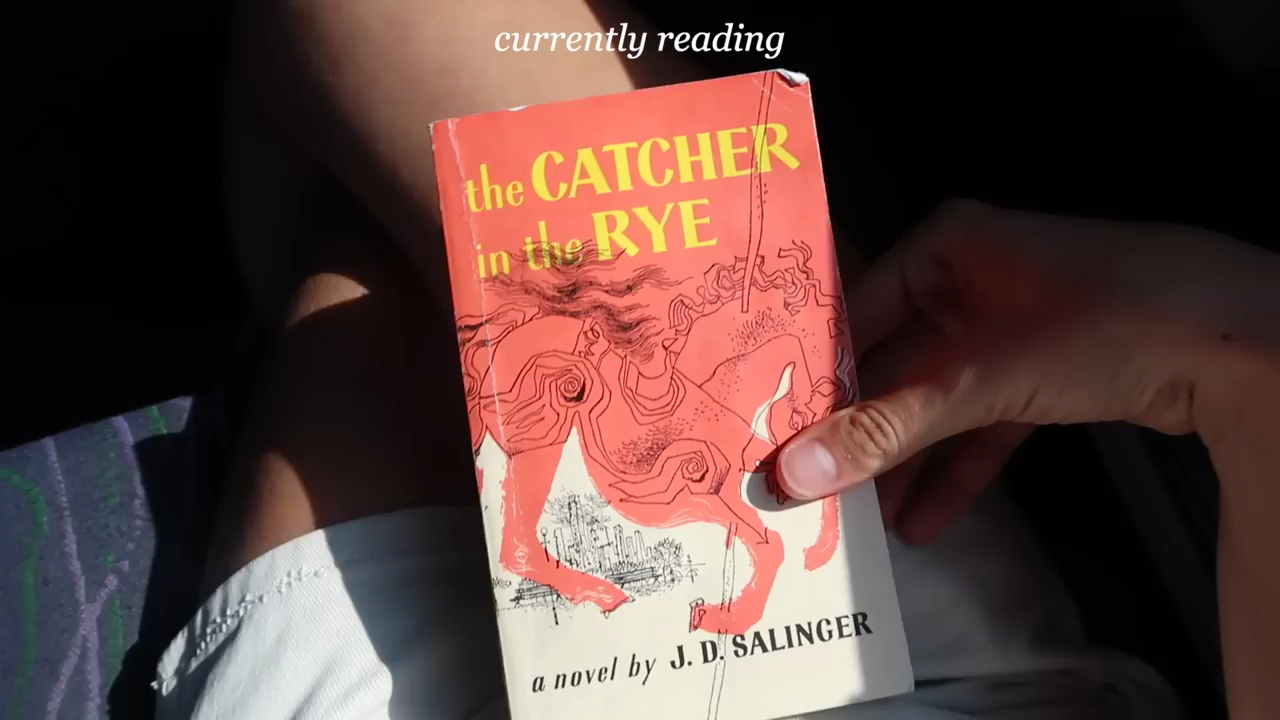 currently reading
the CATCHER
in the RYE
a novel by J. D. SALINGER